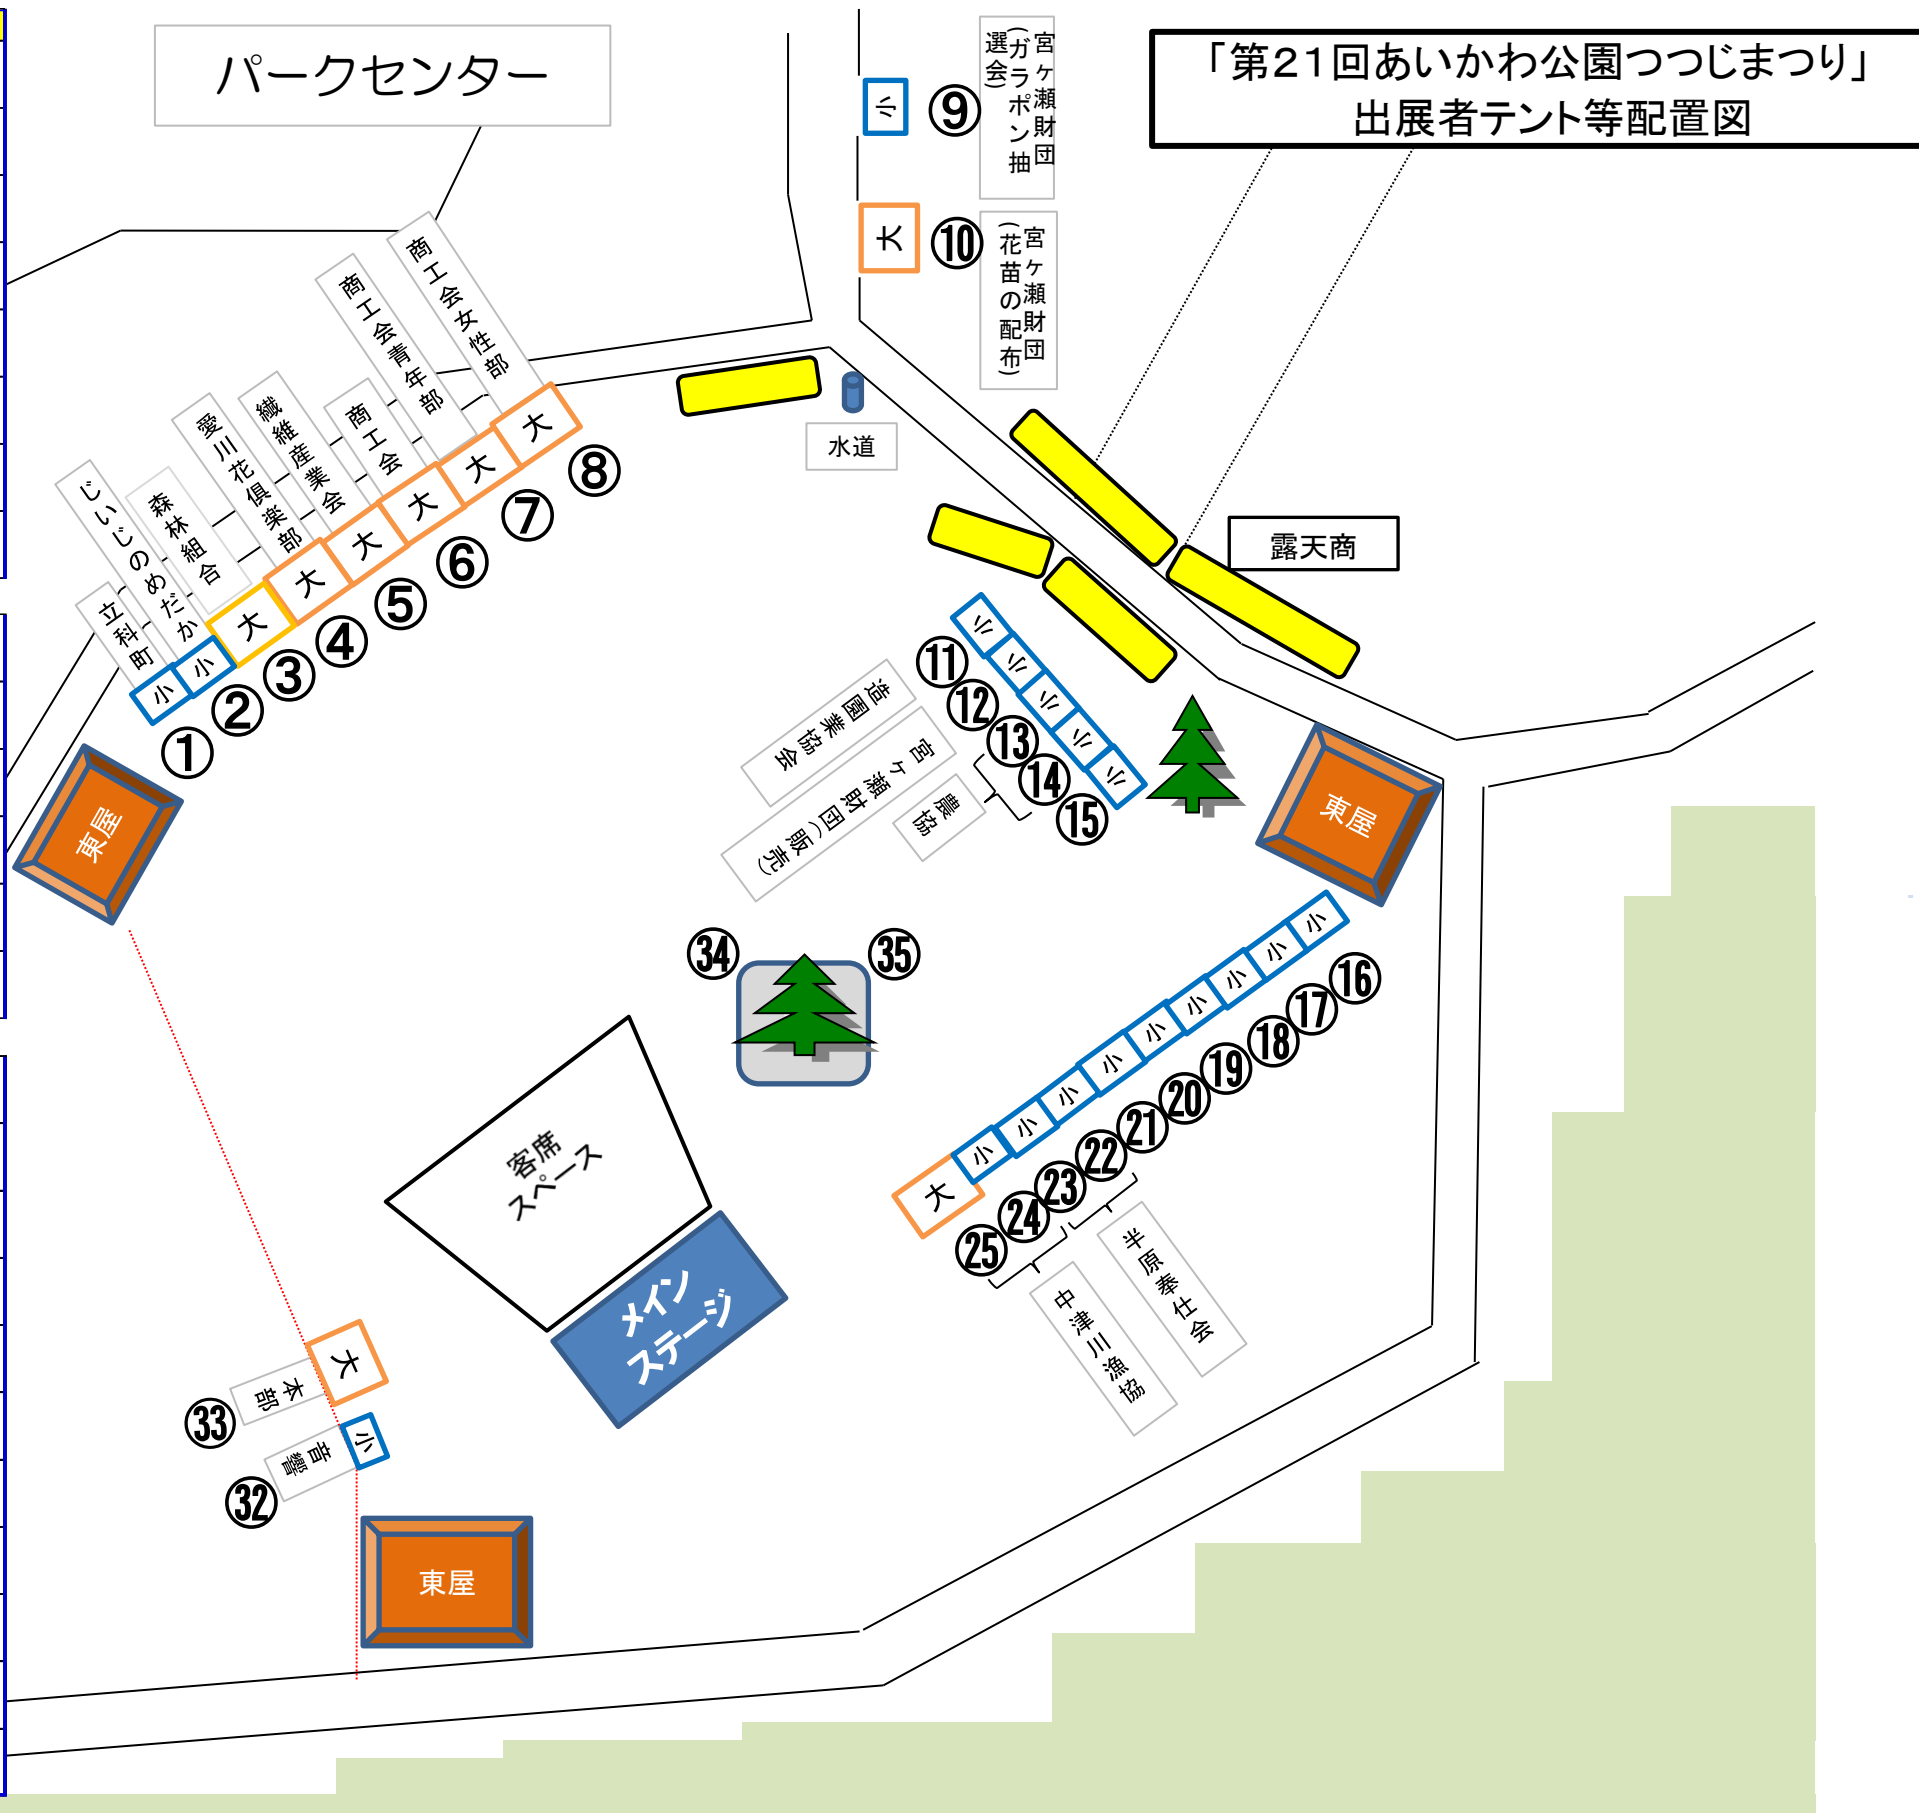 パークセンター
「第21回あいかわ公園つつじまつり」
出展者テント等配置図
小
⑨
宮ヶ瀬財団
(ガラポン抽
選会)
大
⑩
宮ヶ瀬財団
(花苗の配布)
商工会女性部
商工会青年部
商工会
繊維産業会
愛川花倶楽部
森林組合
じいじのめだか
立科町
大
⑧
大
⑦
大
⑥
大
⑤
大
④
大
③
小
②
小
①
水道
露天商
小
小
小
小
小
⑪
⑫
⑬
⑭
⑮
造園業協会
宮ヶ瀬財団(販売)
農協
東屋
東屋
㉞
㉟
小
小
小
小
小
小
小
小
小
大
⑯
⑰
⑱
⑲
⑳
㉑
㉒
㉓
㉔
㉕
半原奉仕会
中津川漁協
客席
スペース
メイン
ステージ
大
本部
㉝
小
音響
㉜
東屋